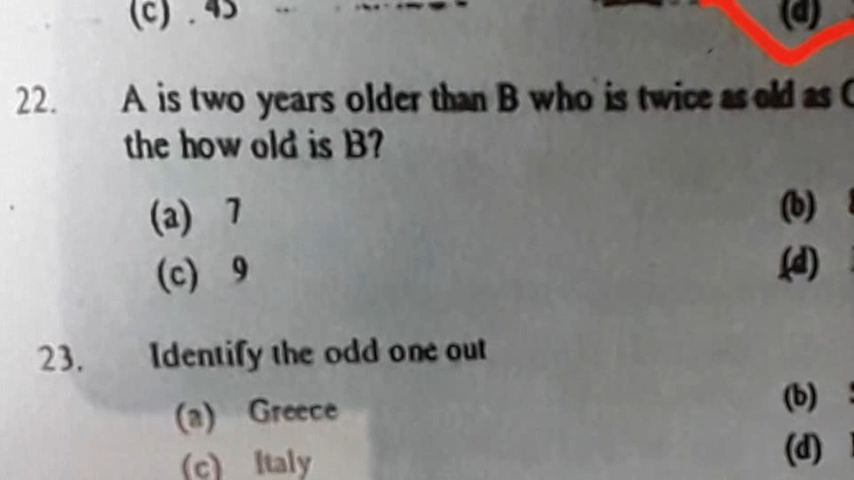 (c) . 45 (d)
22. A is two years older than B who is twice as old as C
the how old is B?
(a) 7 (b)
(c) 9 (d)
23. Identify the odd one out
(a) Greece (b)
(c) Italy (d)